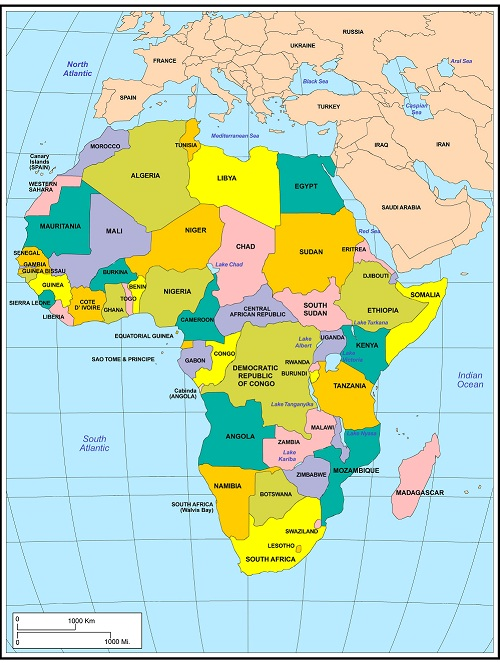 RUSSIA
UKRAINE
FRANCE
North
Atlantic
Aral Sea
Black Sea
SPAIN
TURKEY
Caspian
Sea
Mediterranean Sea
MOROCCO
TUNISIA
IRAQ
IRAN
Canary
Islands
(SPAIN)
ALGERIA
LIBYA
EGYPT
WESTERN
SAHARA
SAUDI ARABIA
MAURITANIA
MALI
NIGER
CHAD
SUDAN
Red Sea
ERITREA
SENEGAL
GAMBIA
GUINEA BISSAU
BURKINA
Lake Chad
DJIBOUTI
GUINEA
BENIN
NIGERIA
SOMALIA
SIERRA LEONE
COTE
D' IVOIRE
TOGO
GHANA
LIBERIA
CENTRAL
AFRICAN REPUBLIC
SOUTH
SUDAN
ETHIOPIA
CAMEROON
Lake Turkana
EQUATORIAL GUINEA
Lake
Albert
UGANDA
KENYA
SAO TOME & PRINCIPE
GABON
CONGO
Lake
Victoria
DEMOCRATIC
REPUBLIC
OF CONGO
RWANDA
BURUNDI
Indian
Ocean
Cabinda
(ANGOLA)
TANZANIA
Lake Tanganyika
South
Atlantic
ANGOLA
MALAWI
Lake Nyasa
ZAMBIA
Lake
Kariba
MOZAMBIQUE
ZIMBABWE
NAMIBIA
BOTSWANA
MADAGASCAR
SOUTH AFRICA
(Walvis Bay)
SWAZILAND
LESOTHO
SOUTH AFRICA
0 1000 Km
0 1000 Mi.